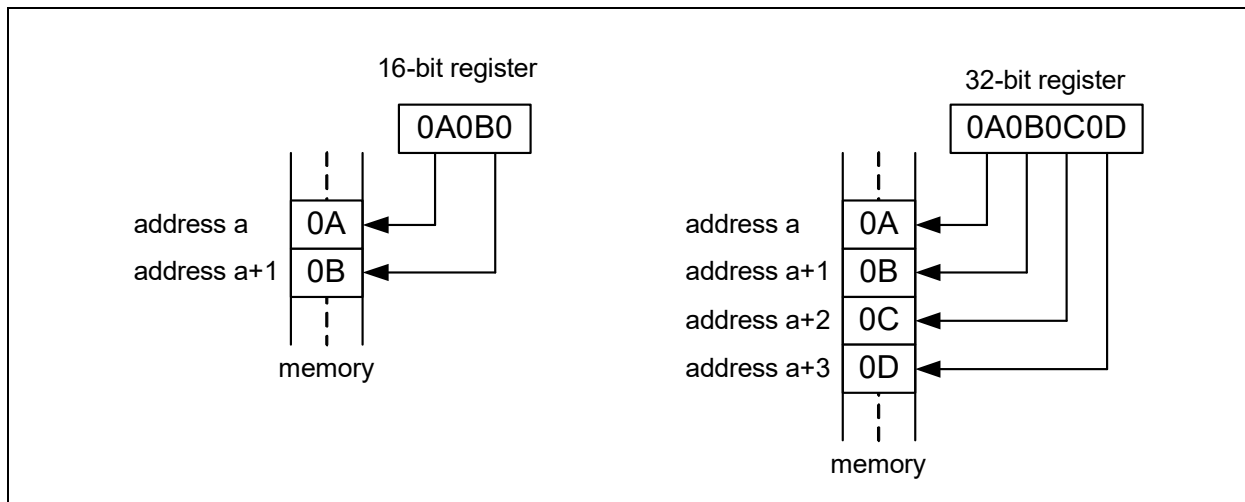 16-bit register
0A0B0
address a
0A
address a+1
0B
memory
32-bit register
0A0B0C0D
address a
0A
address a+1
0B
address a+2
0C
address a+3
0D
memory